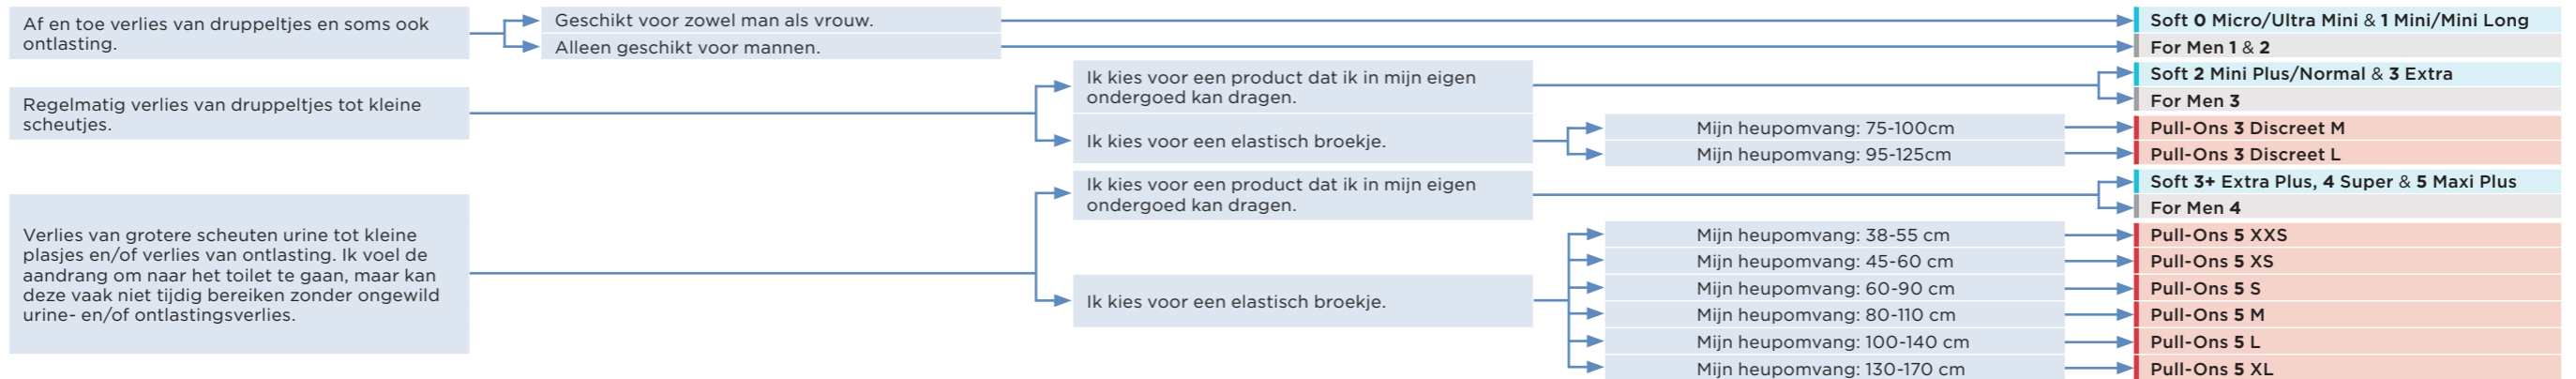 Af en toe verlies van druppeltjes en soms ook
ontlasting.
Geschikt voor zowel man als vrouw.
Soft 0 Micro/Ultra Mini & 1 Mini/Mini Long
Alleen geschikt voor mannen.
For Men 1 & 2
Regelmatig verlies van druppeltjes tot kleine
scheutjes.
Ik kies voor een product dat ik in mijn eigen
ondergoed kan dragen.
Soft 2 Mini Plus/Normal & 3 Extra
For Men 3
Ik kies voor een elastisch broekje.
Mijn heupomvang: 75-100cm
Pull-Ons 3 Discreet M
Mijn heupomvang: 95-125cm
Pull-Ons 3 Discreet L
Verlies van grotere scheuten urine tot kleine
plasjes en/of verlies van ontlasting. Ik voel de
aandrang om naar het toilet te gaan, maar kan
deze vaak niet tijdig bereiken zonder ongewild
urine- en/of ontlastingsverlies.
Ik kies voor een product dat ik in mijn eigen
ondergoed kan dragen.
Soft 3+ Extra Plus, 4 Super & 5 Maxi Plus
For Men 4
Ik kies voor een elastisch broekje.
Mijn heupomvang: 38-55 cm
Pull-Ons 5 XXS
Mijn heupomvang: 45-60 cm
Pull-Ons 5 XS
Mijn heupomvang: 60-90 cm
Pull-Ons 5 S
Mijn heupomvang: 80-110 cm
Pull-Ons 5 M
Mijn heupomvang: 100-140 cm
Pull-Ons 5 L
Mijn heupomvang: 130-170 cm
Pull-Ons 5 XL